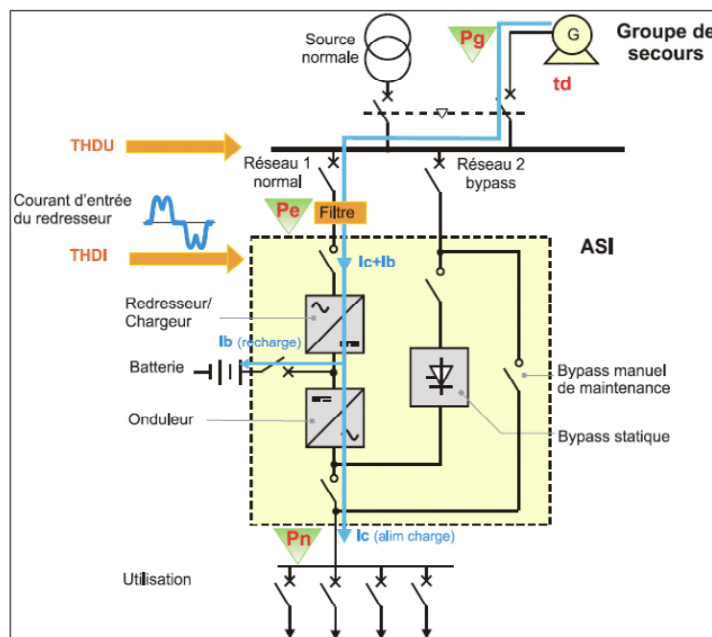 Source
normale
Pg
G
Groupe de
secours
td
THDU
Réseau 1
normal
Réseau 2
bypass
Courant d'entrée
du redresseur
Pe
Filtre
THDI
ASI
Ic+Ib
Redresseur/
Chargeur
Ib (recharge)
Batterie
Bypass manuel
de maintenance
Onduleur
Bypass statique
Pn
Ic (alim charge)
Utilisation